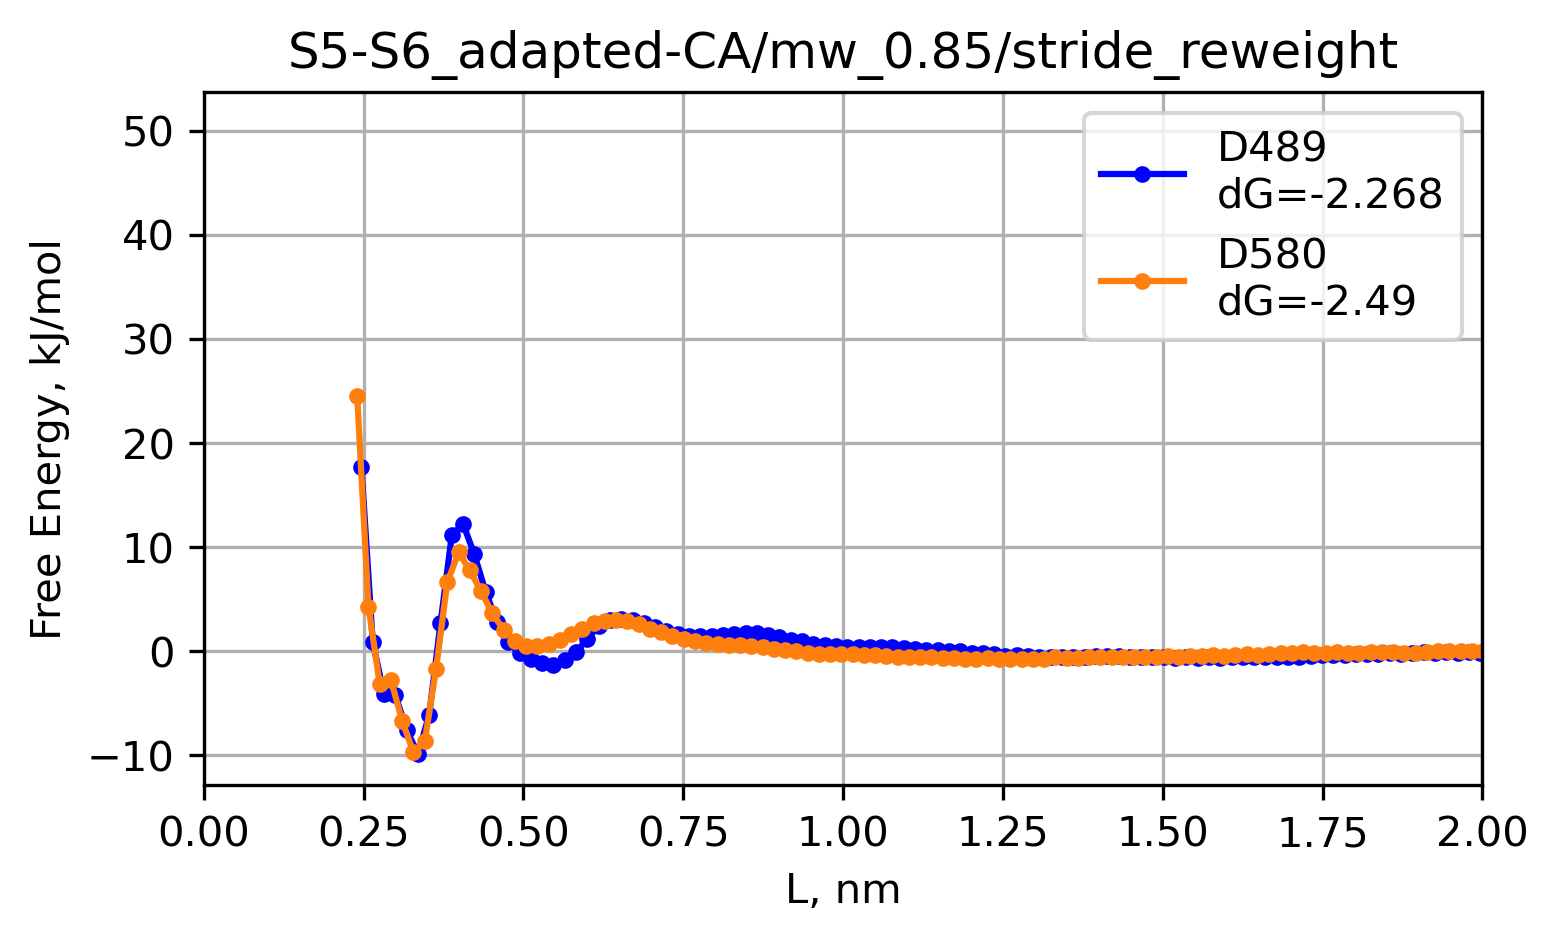 S5-S6_adapted-CA/mw_0.85/stride_reweight
Free Energy, kJ/mol
50
40
30
20
10
0
−10
D489
dG=-2.268
D580
dG=-2.49
0.00 0.25 0.50 0.75 1.00 1.25 1.50 1.75 2.00
L, nm